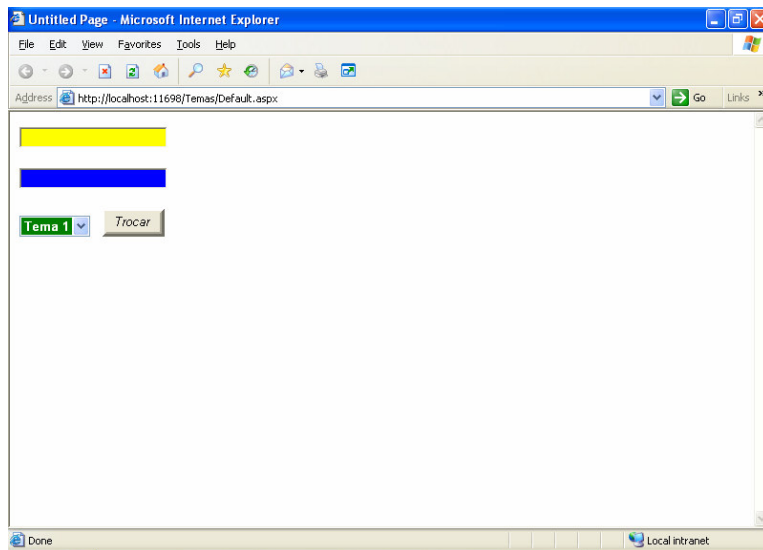 Untitled Page - Microsoft Internet Explorer
File Edit View Favorites Tools Help
Address http://localhost:11698/Temas/Default.aspx Go Links »
Tema 1 Trocar
Done Local intranet